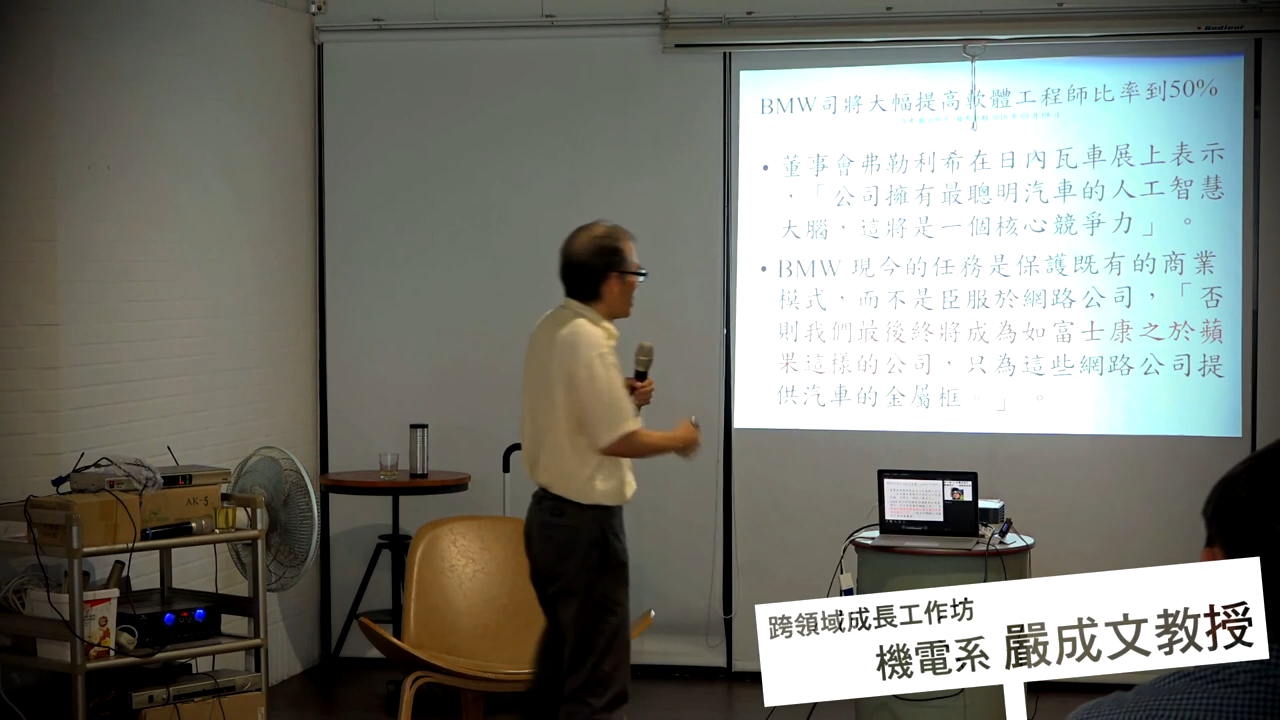 Redleaf
BMW司將大幅提高軟體工程師比率到50%
• 董事會弗勒利希在日內瓦車展上表示
，「公司擁有最聰明汽車的人工智慧
大腦，這將是一個核心競爭力」。
• BMW 現今的任務是保護既有的商業
模式，而不是臣服於網路公司，「否
則我們最後終將成為如富士康之於蘋
果這樣的公司，只為這些網路公司提
供汽車的金屬框。」。
AK-5
跨領域成長工作坊
機電系 嚴成文教授